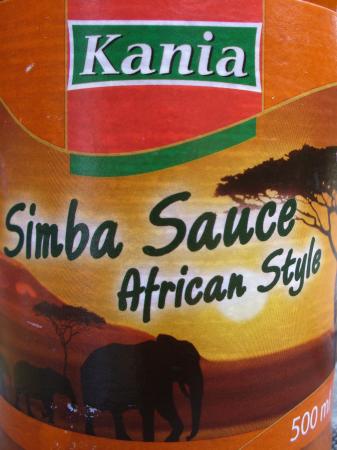 Kania
Simba Sauce
African Style
500 ml